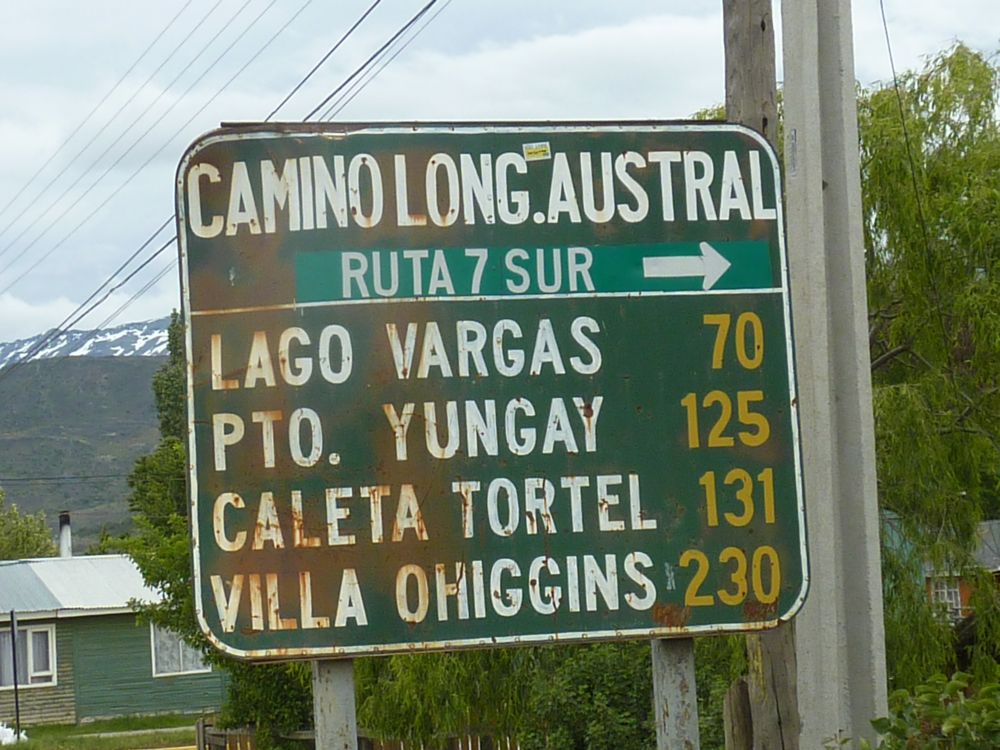 CAMINO LONG. AUSTRAL
RUTA 7 SUR
LAGO VARGAS 70
PTO. YUNGAY 125
CALETA TORTEL 131
VILLA OHIGGINS 230